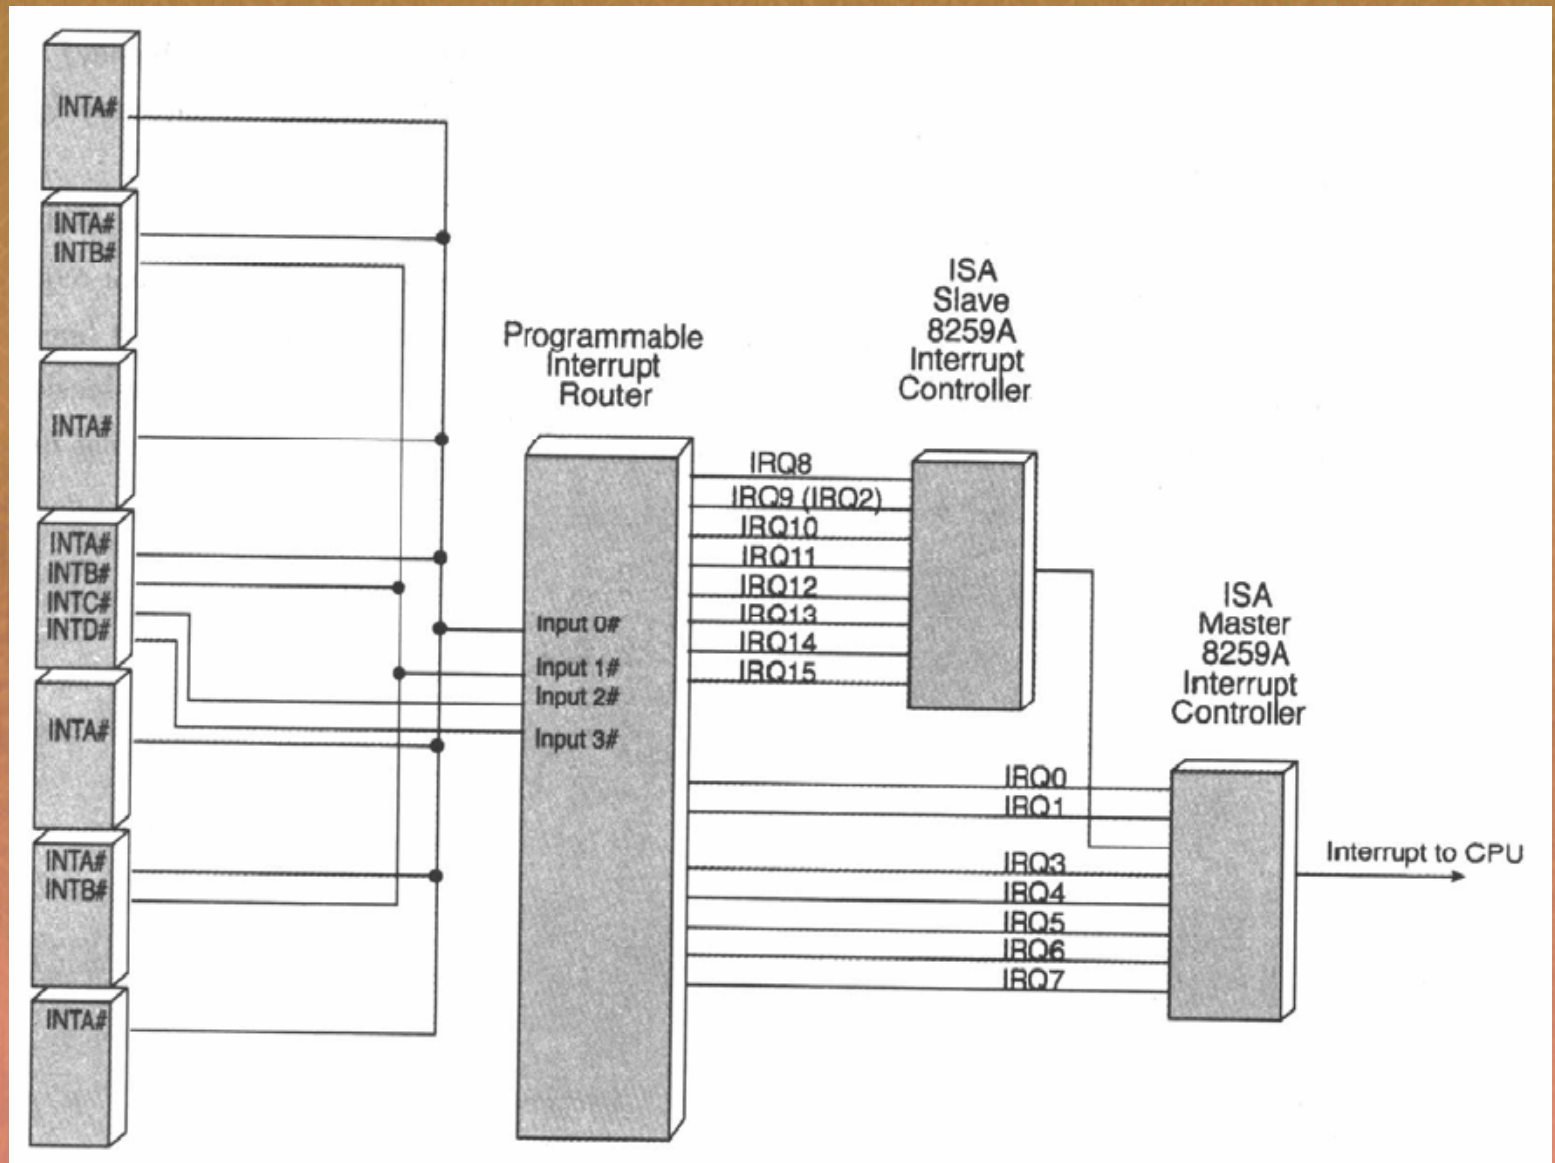 INTA#
INTA#
INTB#
INTA#
INTA#
INTB#
INTC#
INTD#
INTA#
INTA#
INTB#
INTA#
Programmable
Interrupt
Router
Input 0#
Input 1#
Input 2#
Input 3#
ISA
Slave
8259A
Interrupt
Controller
IRQ8
IRQ9 (IRQ2)
IRQ10
IRQ11
IRQ12
IRQ13
IRQ14
IRQ15
ISA
Master
8259A
Interrupt
Controller
IRQ0
IRQ1
IRQ3
IRQ4
IRQ5
IRQ6
IRQ7
Interrupt to CPU